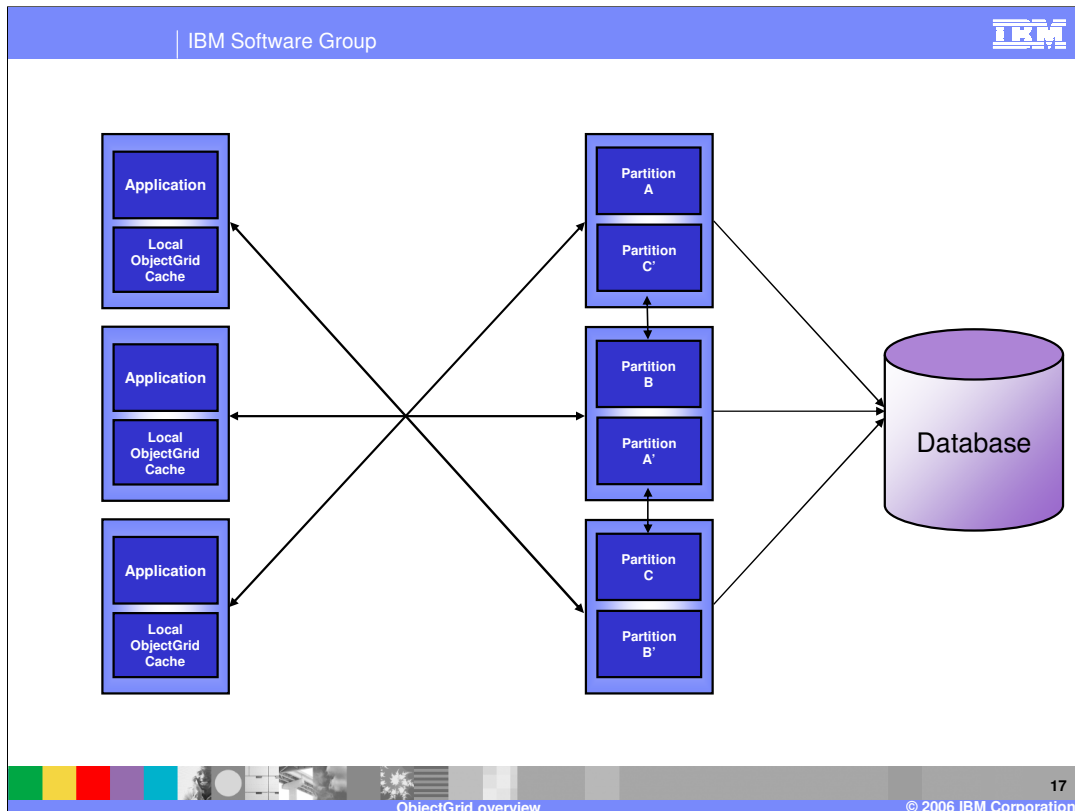 IBM Software Group
IBM
Application
Local
ObjectGrid
Cache
Application
Local
ObjectGrid
Cache
Application
Local
ObjectGrid
Cache
Partition
A
Partition
C’
Partition
B
Partition
A’
Partition
C
Partition
B’
Database
17
ObjectGrid overview
© 2006 IBM Corporation